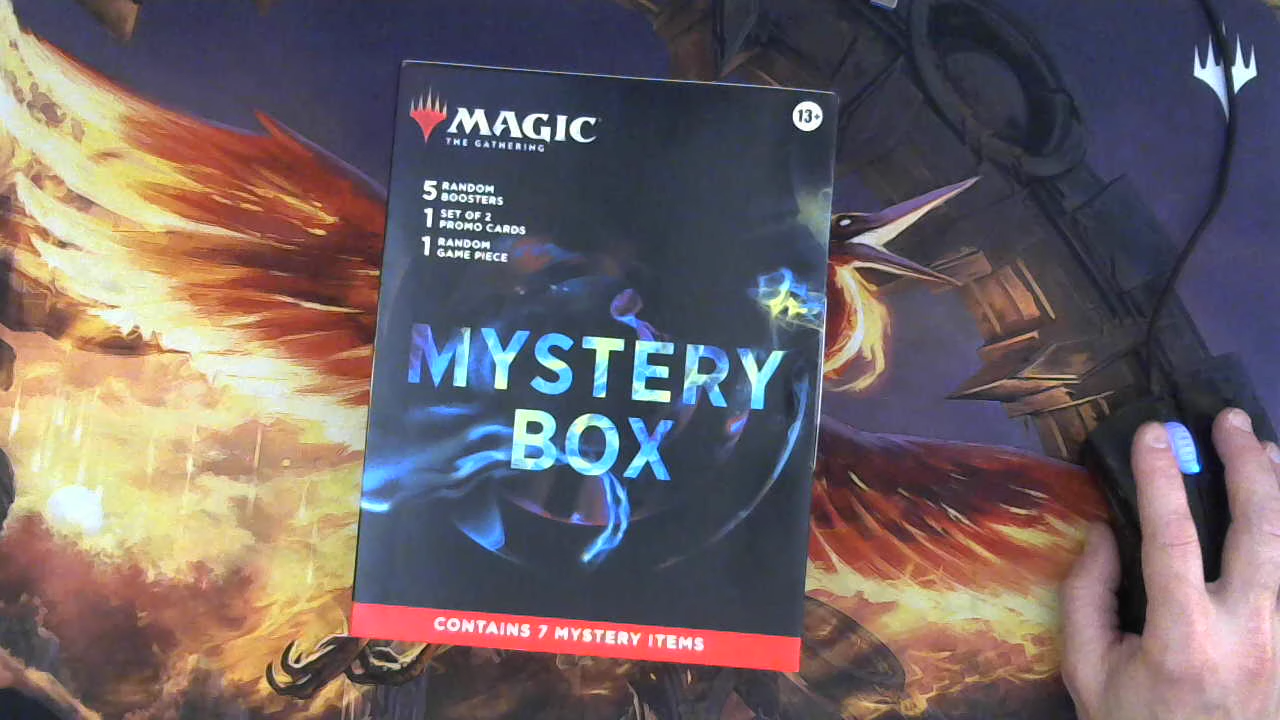 MAGIC
THE GATHERING
13+
5 RANDOM
BOOSTERS
1 SET OF 2
PROMO CARDS
1 RANDOM
GAME PIECE
MYSTERY
BOX
CONTAINS 7 MYSTERY ITEMS